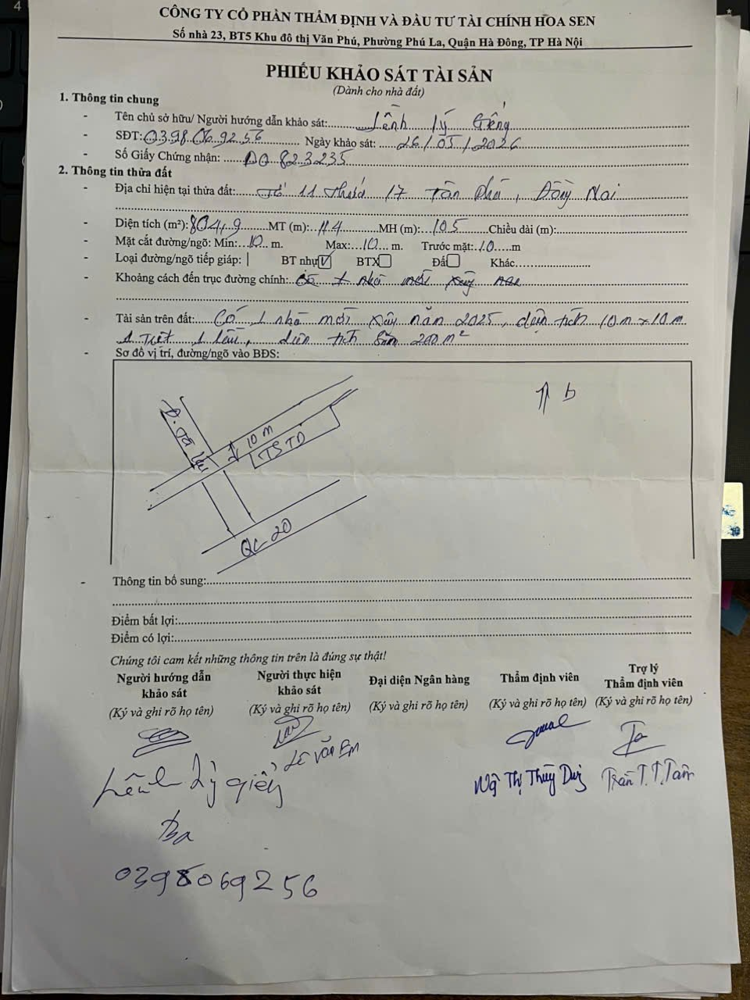 CÔNG TY CỔ PHẦN THẨM ĐỊNH VÀ ĐẦU TƯ TÀI CHÍNH HOA SEN
Số nhà 23, BT5 Khu đô thị Văn Phú, Phường Phú La, Quận Hà Đông, TP Hà Nội
PHIẾU KHẢO SÁT TÀI SẢN
(Dành cho nhà đất)
1. Thông tin chung
- Tên chủ sở hữu/ Người hướng dẫn khảo sát: Lềnh Lý Giếng
- SĐT: 0398069256 Ngày khảo sát: 26/05/2026
- Số Giấy Chứng nhận: DQ 823235
2. Thông tin thửa đất
- Địa chỉ hiện tại thửa đất: Tổ 11 thửa 17 Tân Phú, Đồng Nai
- Diện tích (m²): 804,9 MT (m): 11.4 MH (m): 10.5 Chiều dài (m):
- Mặt cắt đường/ngõ: Min: 10 m. Max: 10 m. Trước mặt: 10 m
- Loại đường/ngõ tiếp giáp: BT nhựa BTX Đá Khác
- Khoảng cách đến trục đường chính: nhà mới xây
- Tài sản trên đất: Có 1 nhà mới xây năm 2025, diện tích 10m x 10m
1 trệt 1 lầu, diện tích sàn 200m²
- Sơ đồ vị trí, đường/ngõ vào BĐS:
b
10 m
TSTD
QL 20
- Thông tin bổ sung:
Điểm bất lợi:
Điểm có lợi:
Chúng tôi cam kết những thông tin trên là đúng sự thật!
Người hướng dẫn khảo sát Người thực hiện khảo sát Đại diện Ngân hàng Thẩm định viên Trợ lý Thẩm định viên
(Ký và ghi rõ họ tên) (Ký và ghi rõ họ tên) (Ký và ghi rõ họ tên) (Ký và ghi rõ họ tên) (Ký và ghi rõ họ tên)
Lê Văn Em
Lềnh Lý Giếng
Ngô Thị Thùy Trần T.T.Tâm
Ba
0398069256